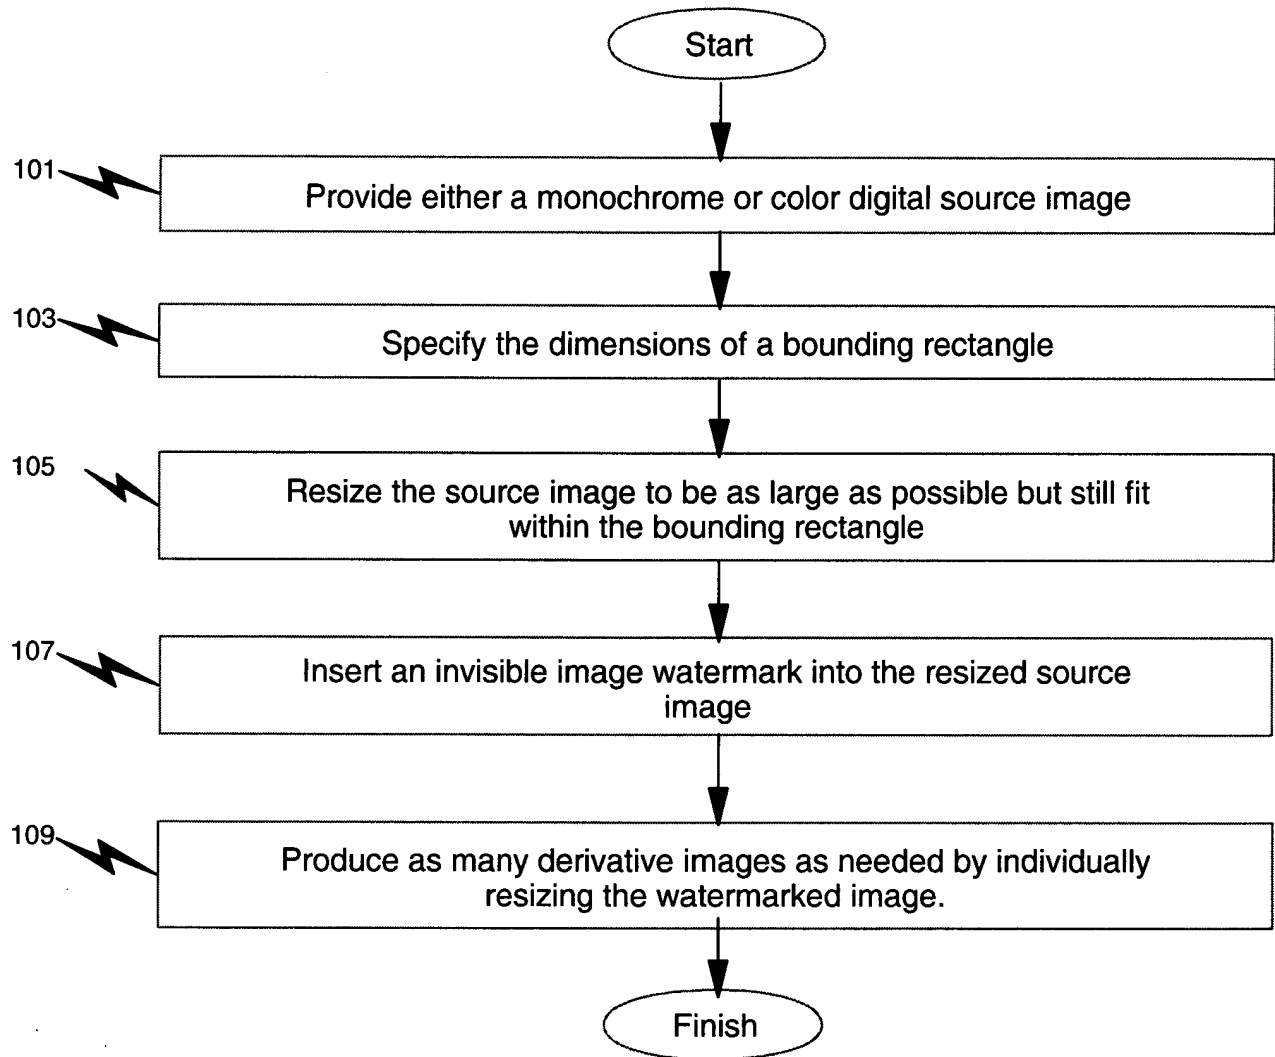 Start
101
Provide either a monochrome or color digital source image
103
Specify the dimensions of a bounding rectangle
105
Resize the source image to be as large as possible but still fit
within the bounding rectangle
107
Insert an invisible image watermark into the resized source
image
109
Produce as many derivative images as needed by individually
resizing the watermarked image.
Finish